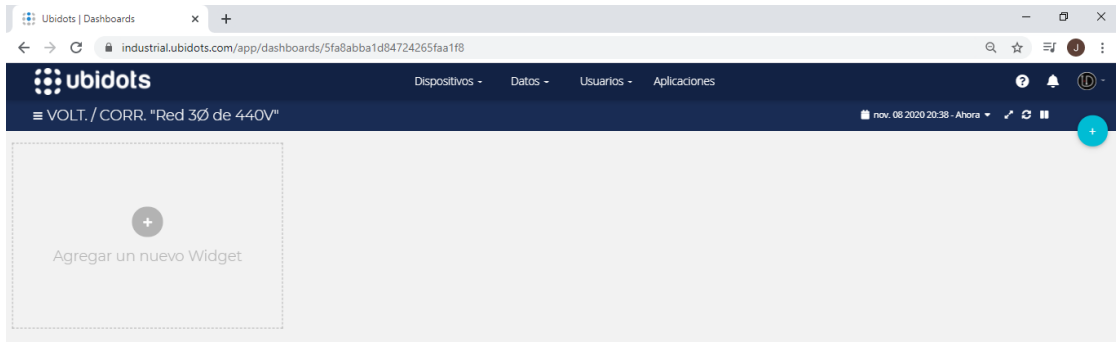 Ubidots | Dashboards
industrial.ubidots.com/app/dashboards/5fa8abba1d84724265faa1f8
J
ubidots
Dispositivos
Datos
Usuarios
Aplicaciones
VOLT. / CORR. "Red 3Ø de 440V"
nov. 08 2020 20:38 - Ahora
Agregar un nuevo Widget